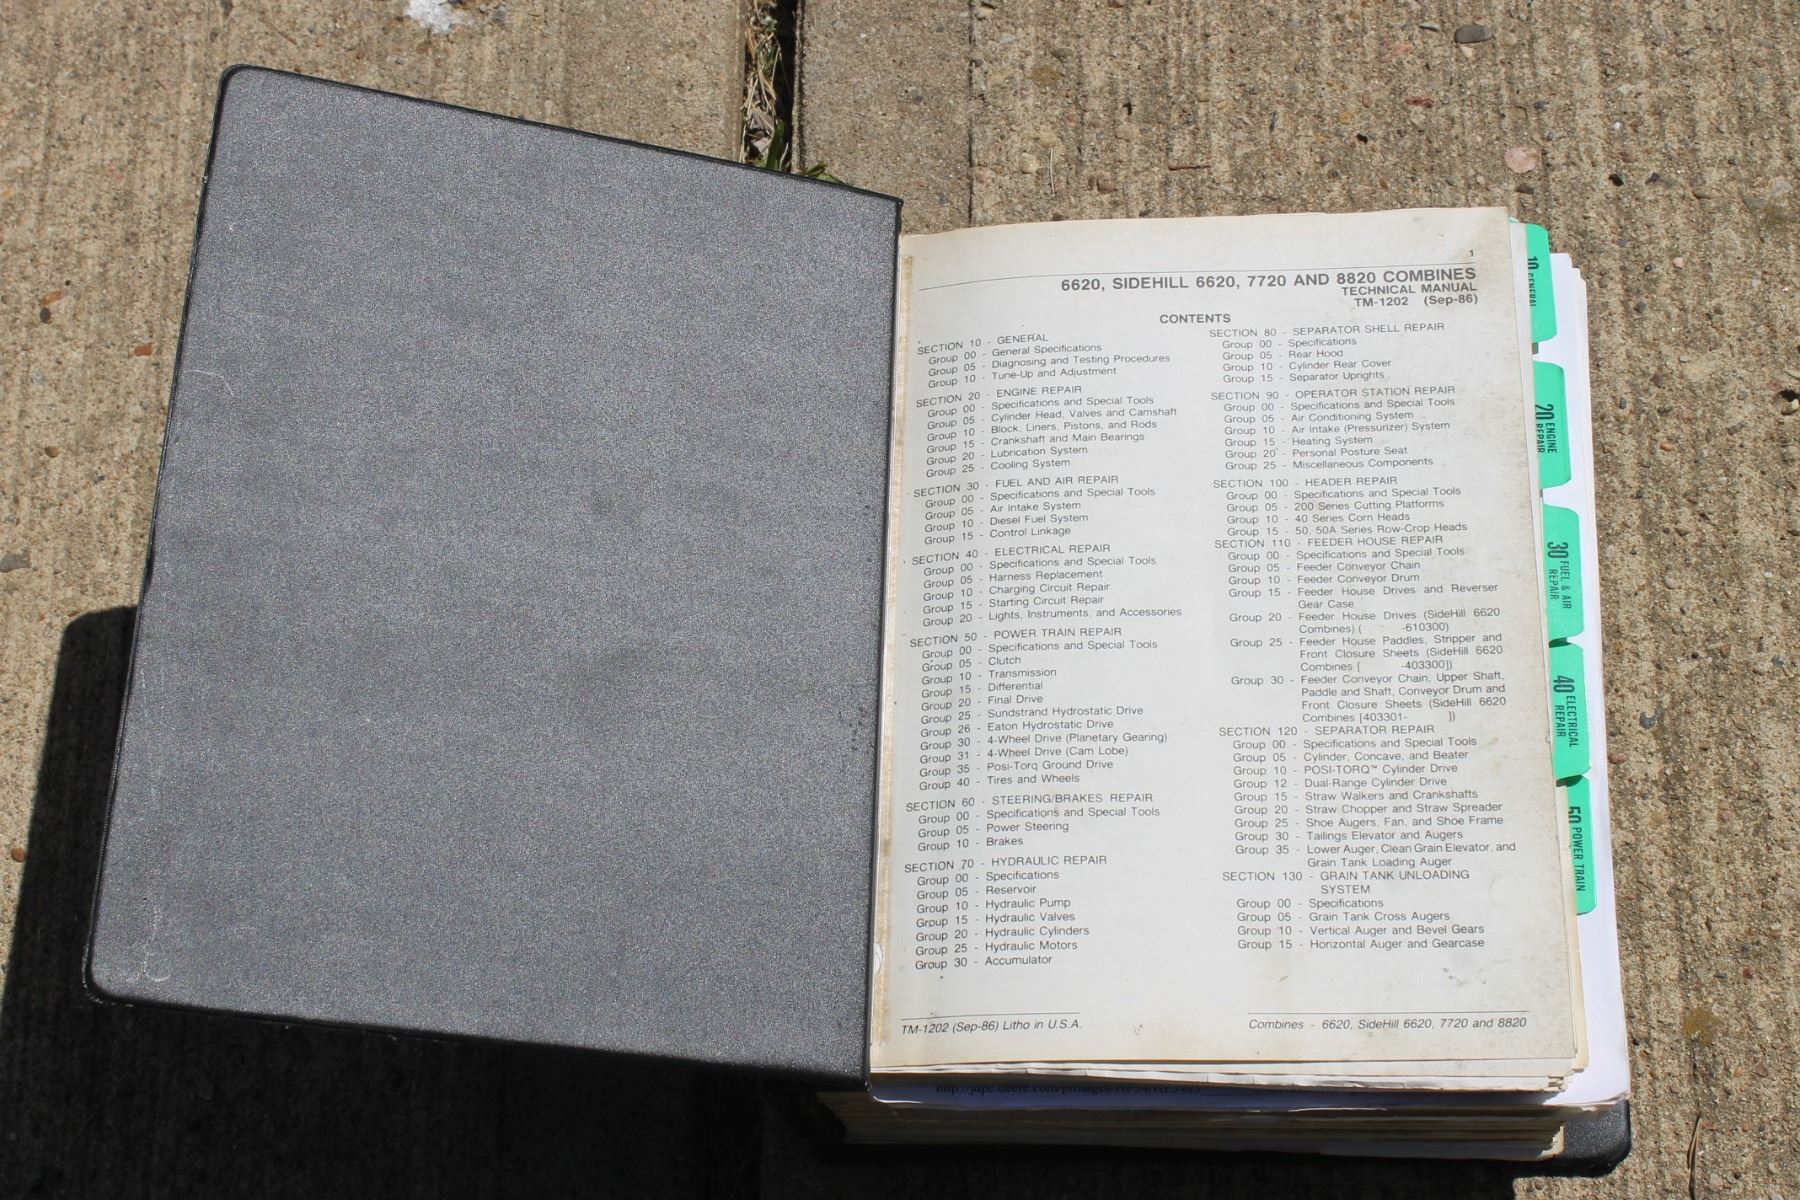 1
6620, SIDEHILL 6620, 7720 AND 8820 COMBINES
TECHNICAL MANUAL
TM-1202 (Sep-86)
CONTENTS
SECTION 10 - GENERAL
Group 00 - General Specifications
Group 05 - Diagnosing and Testing Procedures
Group 10 - Tune-Up and Adjustment
SECTION 20 - ENGINE REPAIR
Group 00 - Specifications and Special Tools
Group 05 - Cylinder Head, Valves and Camshaft
Group 10 - Block, Liners, Pistons, and Rods
Group 15 - Crankshaft and Main Bearings
Group 20 - Lubrication System
Group 25 - Cooling System
SECTION 30 - FUEL AND AIR REPAIR
Group 00 - Specifications and Special Tools
Group 05 - Air Intake System
Group 10 - Diesel Fuel System
Group 15 - Control Linkage
SECTION 40 - ELECTRICAL REPAIR
Group 00 - Specifications and Special Tools
Group 05 - Harness Replacement
Group 10 - Charging Circuit Repair
Group 15 - Starting Circuit Repair
Group 20 - Lights, Instruments, and Accessories
SECTION 50 - POWER TRAIN REPAIR
Group 00 - Specifications and Special Tools
Group 05 - Clutch
Group 10 - Transmission
Group 15 - Differential
Group 20 - Final Drive
Group 25 - Sundstrand Hydrostatic Drive
Group 26 - Eaton Hydrostatic Drive
Group 30 - 4-Wheel Drive (Planetary Gearing)
Group 31 - 4-Wheel Drive (Cam Lobe)
Group 35 - Posi-Torq Ground Drive
Group 40 - Tires and Wheels
SECTION 60 - STEERING/BRAKES REPAIR
Group 00 - Specifications and Special Tools
Group 05 - Power Steering
Group 10 - Brakes
SECTION 70 - HYDRAULIC REPAIR
Group 00 - Specifications
Group 05 - Reservoir
Group 10 - Hydraulic Pump
Group 15 - Hydraulic Valves
Group 20 - Hydraulic Cylinders
Group 25 - Hydraulic Motors
Group 30 - Accumulator
SECTION 80 - SEPARATOR SHELL REPAIR
Group 00 - Specifications
Group 05 - Rear Hood
Group 10 - Cylinder Rear Cover
Group 15 - Separator Uprights
SECTION 90 - OPERATOR STATION REPAIR
Group 00 - Specifications and Special Tools
Group 05 - Air Conditioning System
Group 10 - Air Intake (Pressurizer) System
Group 15 - Heating System
Group 20 - Personal Posture Seat
Group 25 - Miscellaneous Components
SECTION 100 - HEADER REPAIR
Group 00 - Specifications and Special Tools
Group 05 - 200 Series Cutting Platforms
Group 10 - 40 Series Corn Heads
Group 15 - 50, 50A Series Row-Crop Heads
SECTION 110 - FEEDER HOUSE REPAIR
Group 00 - Specifications and Special Tools
Group 05 - Feeder Conveyor Chain
Group 10 - Feeder Conveyor Drum
Group 15 - Feeder House Drives and Reverser
Gear Case
Group 20 - Feeder House Drives (SideHill 6620
Combines) ( -610300)
Group 25 - Feeder House Paddles, Stripper and
Front Closure Sheets (SideHill 6620
Combines [ -403300])
Group 30 - Feeder Conveyor Chain, Upper Shaft,
Paddle and Shaft, Conveyor Drum and
Front Closure Sheets (SideHill 6620
Combines [403301- ])
SECTION 120 - SEPARATOR REPAIR
Group 00 - Specifications and Special Tools
Group 05 - Cylinder, Concave, and Beater
Group 10 - POSI-TORQ™ Cylinder Drive
Group 12 - Dual-Range Cylinder Drive
Group 15 - Straw Walkers and Crankshafts
Group 20 - Straw Chopper and Straw Spreader
Group 25 - Shoe Augers, Fan, and Shoe Frame
Group 30 - Tailings Elevator and Augers
Group 35 - Lower Auger, Clean Grain Elevator, and
Grain Tank Loading Auger
SECTION 130 - GRAIN TANK UNLOADING
SYSTEM
Group 00 - Specifications
Group 05 - Grain Tank Cross Augers
Group 10 - Vertical Auger and Bevel Gears
Group 15 - Horizontal Auger and Gearcase
TM-1202 (Sep-86) Litho in U.S.A.
Combines - 6620, SideHill 6620, 7720 and 8820
10 GENERAL
20 ENGINE
REPAIR
30 FUEL & AIR
REPAIR
40 ELECTRICAL
REPAIR
50 POWER TRAIN